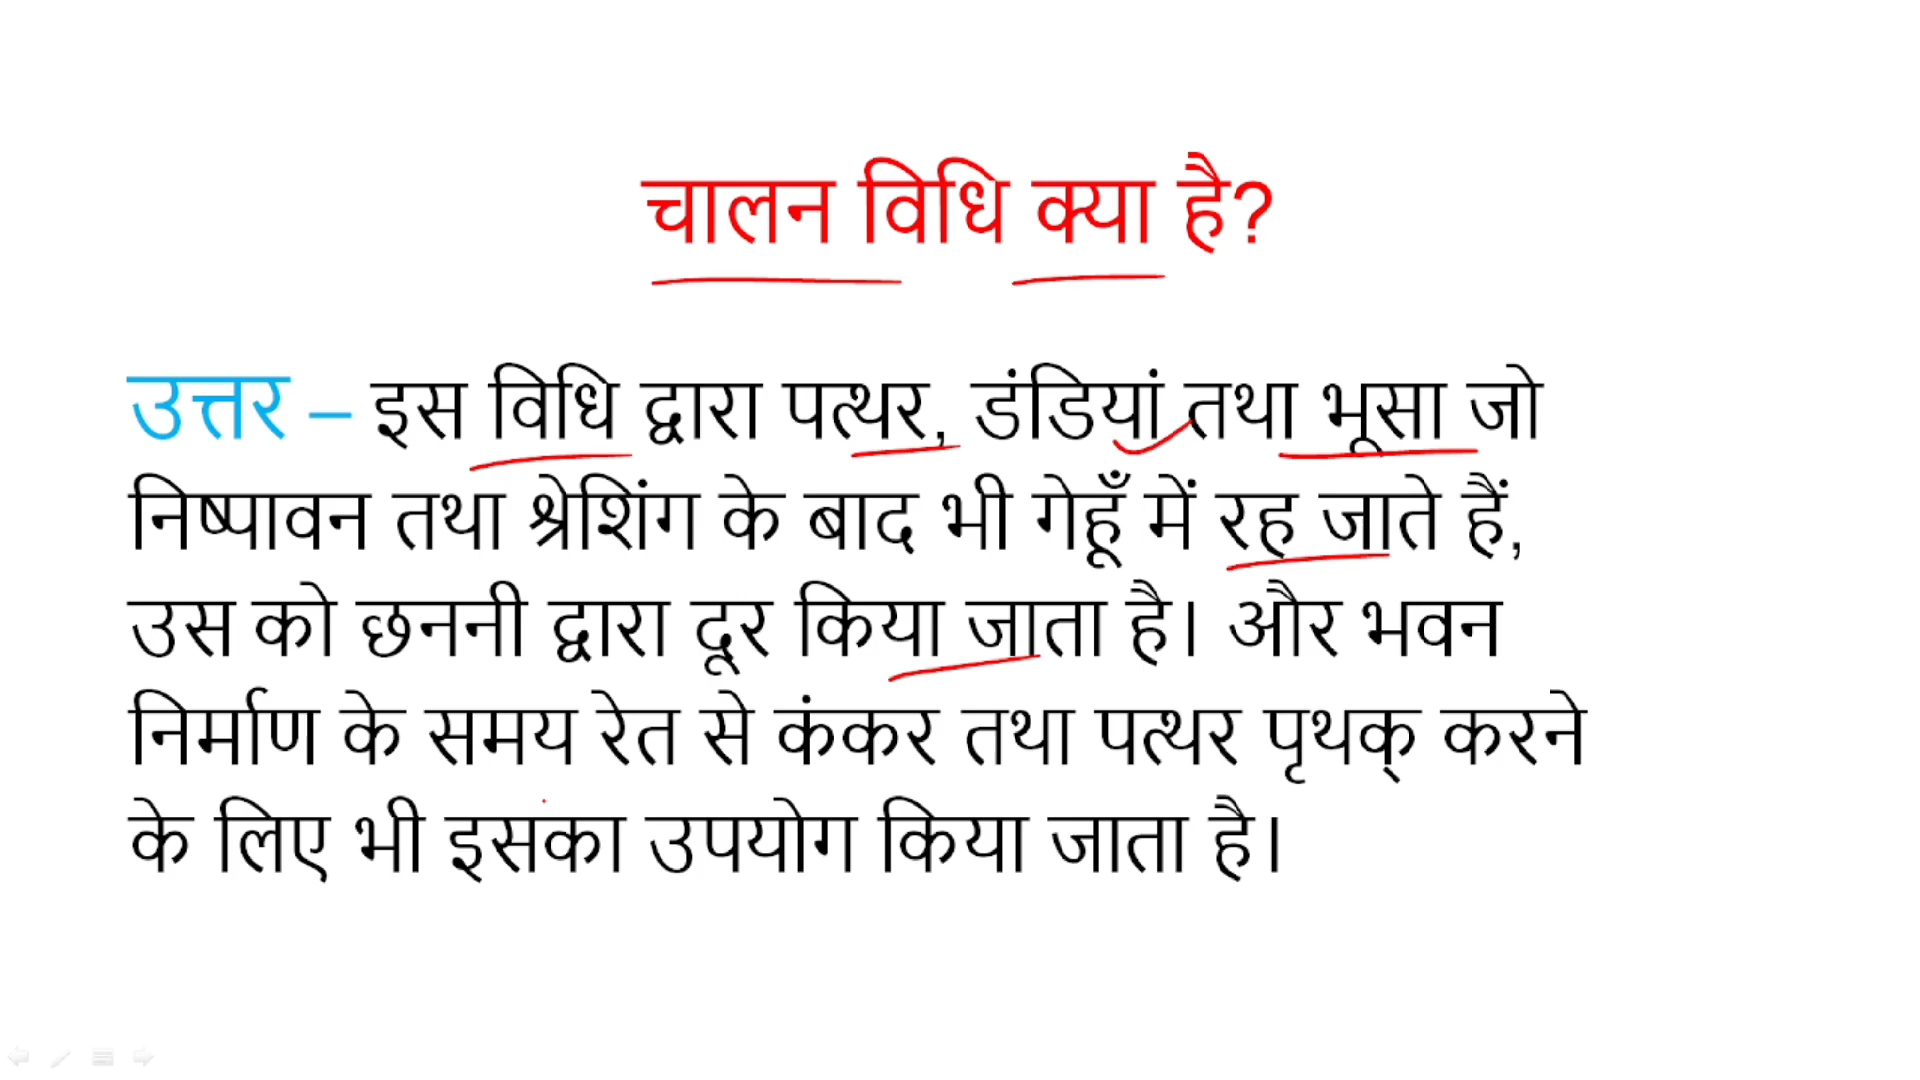 चालन विधि क्या है?
उत्तर – इस विधि द्वारा पत्थर, डंडियां तथा भूसा जो
निष्पावन तथा श्रेशिंग के बाद भी गेहूँ में रह जाते हैं,
उस को छननी द्वारा दूर किया जाता है। और भवन
निर्माण के समय रेत से कंकर तथा पत्थर पृथक् करने
के लिए भी इसका उपयोग किया जाता है।